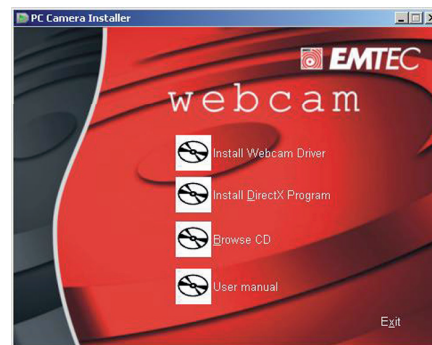 PC Camera Installer
EMTEC
webcam
Install Webcam Driver
Install DirectX Program
Browse CD
User manual
Exit